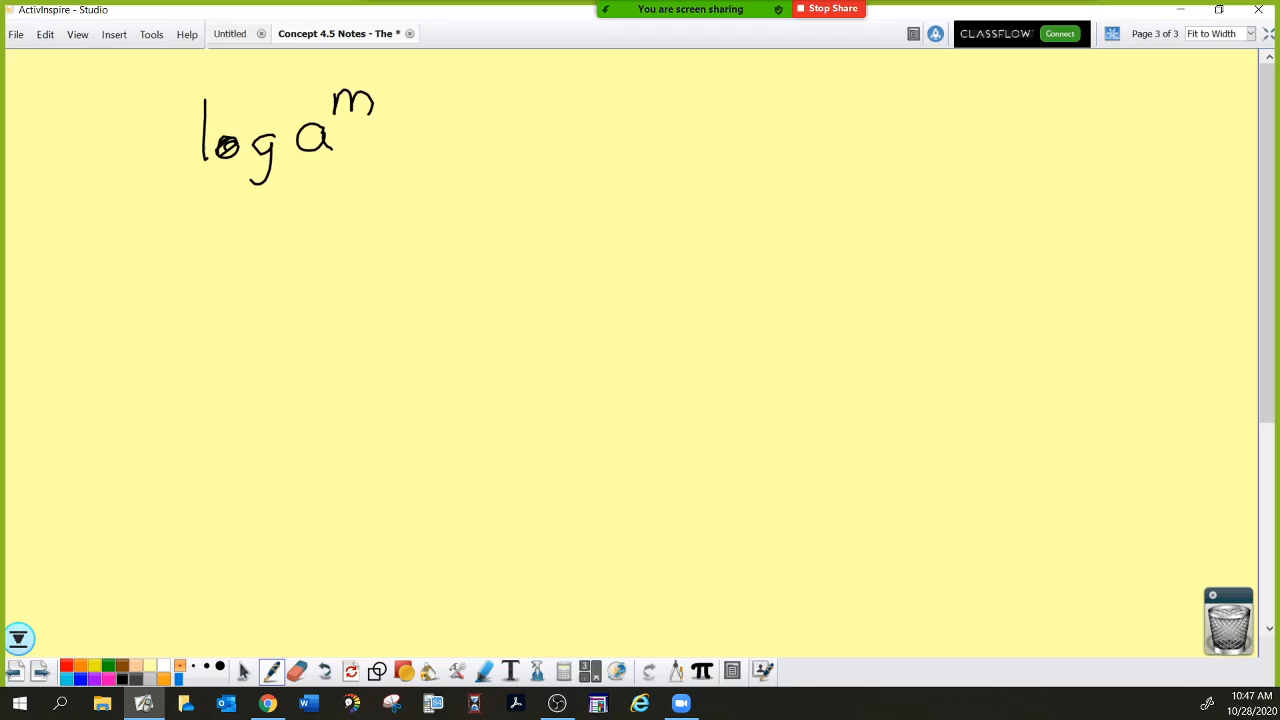 ActivInspire - Studio
You are screen sharing
Stop Share
File Edit View Insert Tools Help
Untitled
Concept 4.5 Notes - The *
CLASSFLOW Connect
Page 3 of 3
Fit to Width
log a^m
10:47 AM
10/28/2020